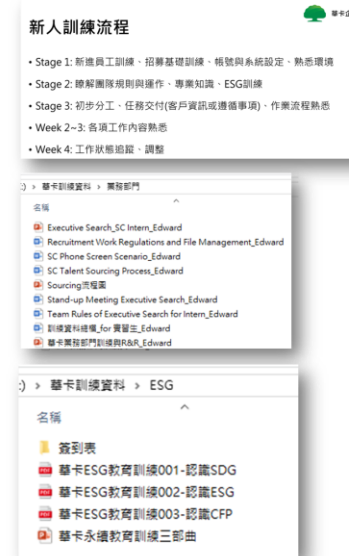 華卡企
新人訓練流程
• Stage 1: 新進員工訓練、招募基礎訓練、帳號與系統設定、熟悉環境
• Stage 2: 瞭解團隊規則與運作、專業知識、ESG訓練
• Stage 3: 初步分工、任務交付(客戶資訊或遵循事項)、作業流程熟悉
• Week 2~3: 各項工作內容熟悉
• Week 4: 工作狀態追蹤、調整
:) > 華卡訓練資料 > 業務部門
名稱
Executive Search_SC Intern_Edward
Recruitment Work Regulations and File Management_Edward
SC Phone Screen Scenario_Edward
SC Talent Sourcing Process_Edward
Sourcing流程圖
Stand-up Meeting Executive Search_Edward
Team Rules of Executive Search for Intern_Edward
訓練資料結構_for 實習生_Edward
華卡業務部門訓練與R&R_Edward
:) > 華卡訓練資料 > ESG
名稱
簽到表
華卡ESG教育訓練001-認識SDG
華卡ESG教育訓練002-認識ESG
華卡ESG教育訓練003-認識CFP
華卡永續教育訓練三部曲